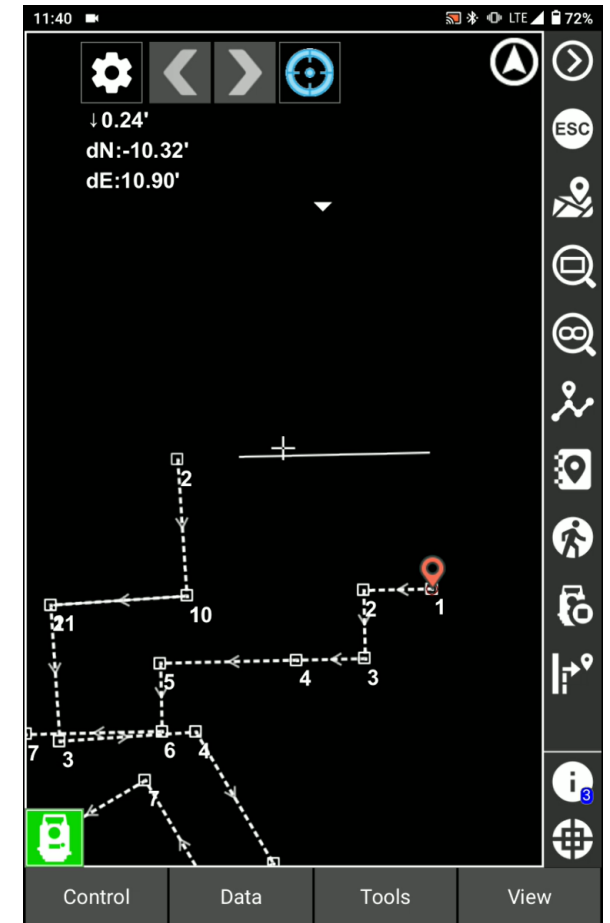 11:40 LTE 72%
↓0.24'
dN:-10.32'
dE:10.90'
ESC
2
10
2 1
21
5 4 3
7 3 6 4
7
3
Control Data Tools View